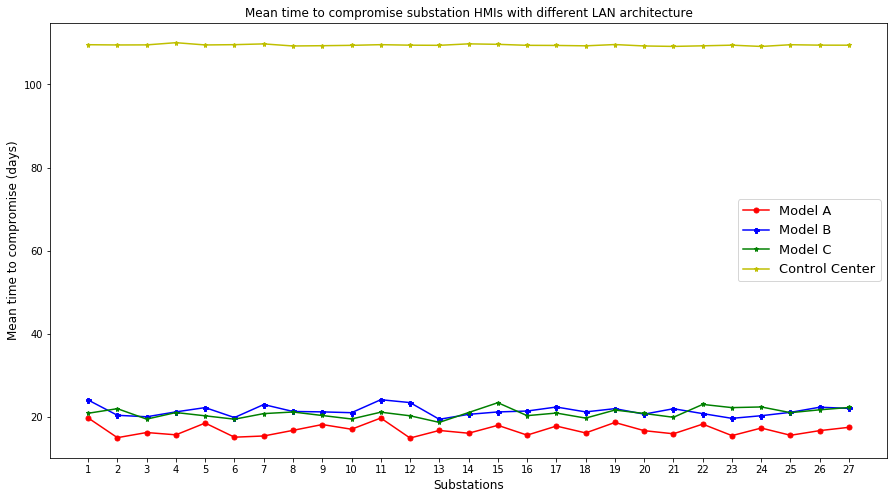 Mean time to compromise substation HMIs with different LAN architecture
Mean time to compromise (days)
100
80
60
40
20
Model A
Model B
Model C
Control Center
1 2 3 4 5 6 7 8 9 10 11 12 13 14 15 16 17 18 19 20 21 22 23 24 25 26 27
Substations